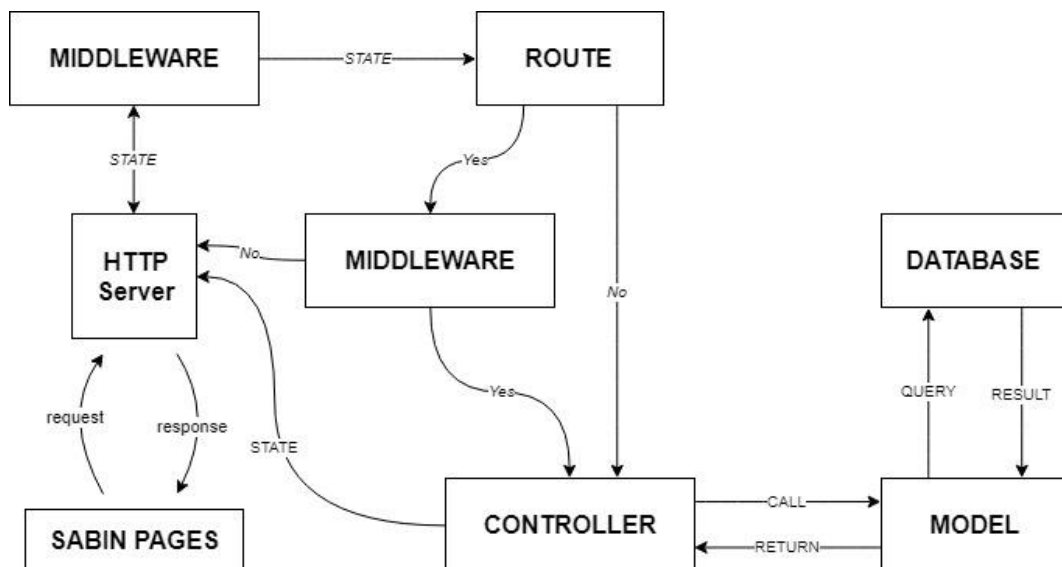 MIDDLEWARE
STATE
ROUTE
STATE
Yes
HTTP
Server
No
MIDDLEWARE
No
DATABASE
Yes
QUERY
RESULT
request
response
STATE
SABIN PAGES
CONTROLLER
CALL
RETURN
MODEL